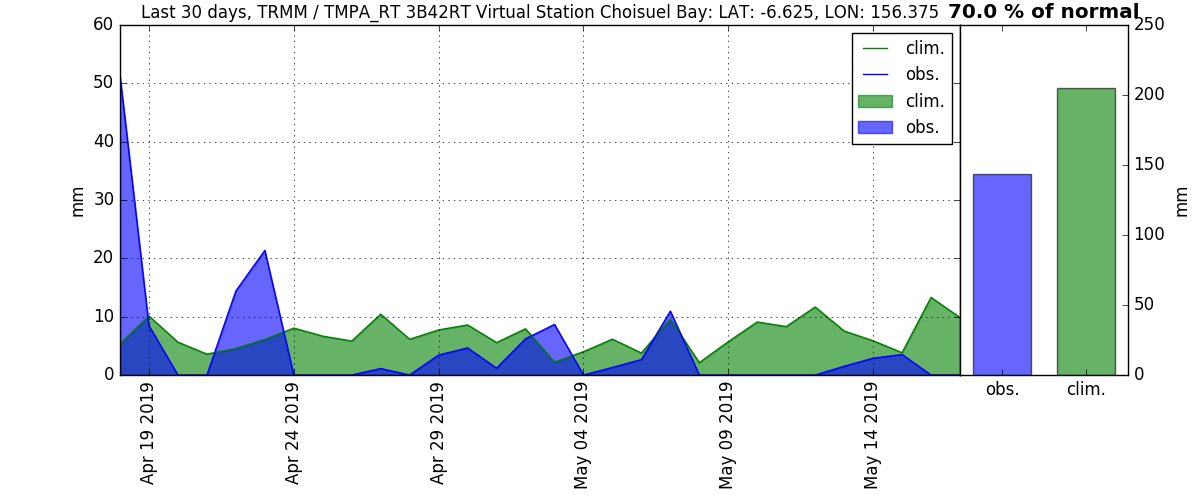 Last 30 days, TRMM / TMPA_RT 3B42RT Virtual Station Choisuel Bay: LAT: -6.625, LON: 156.375
70.0 % of normal
60
50
40
30
20
10
0
mm
clim.
obs.
clim.
obs.
250
200
150
100
50
0
mm
Apr 19 2019
Apr 24 2019
Apr 29 2019
May 04 2019
May 09 2019
May 14 2019
obs.
clim.